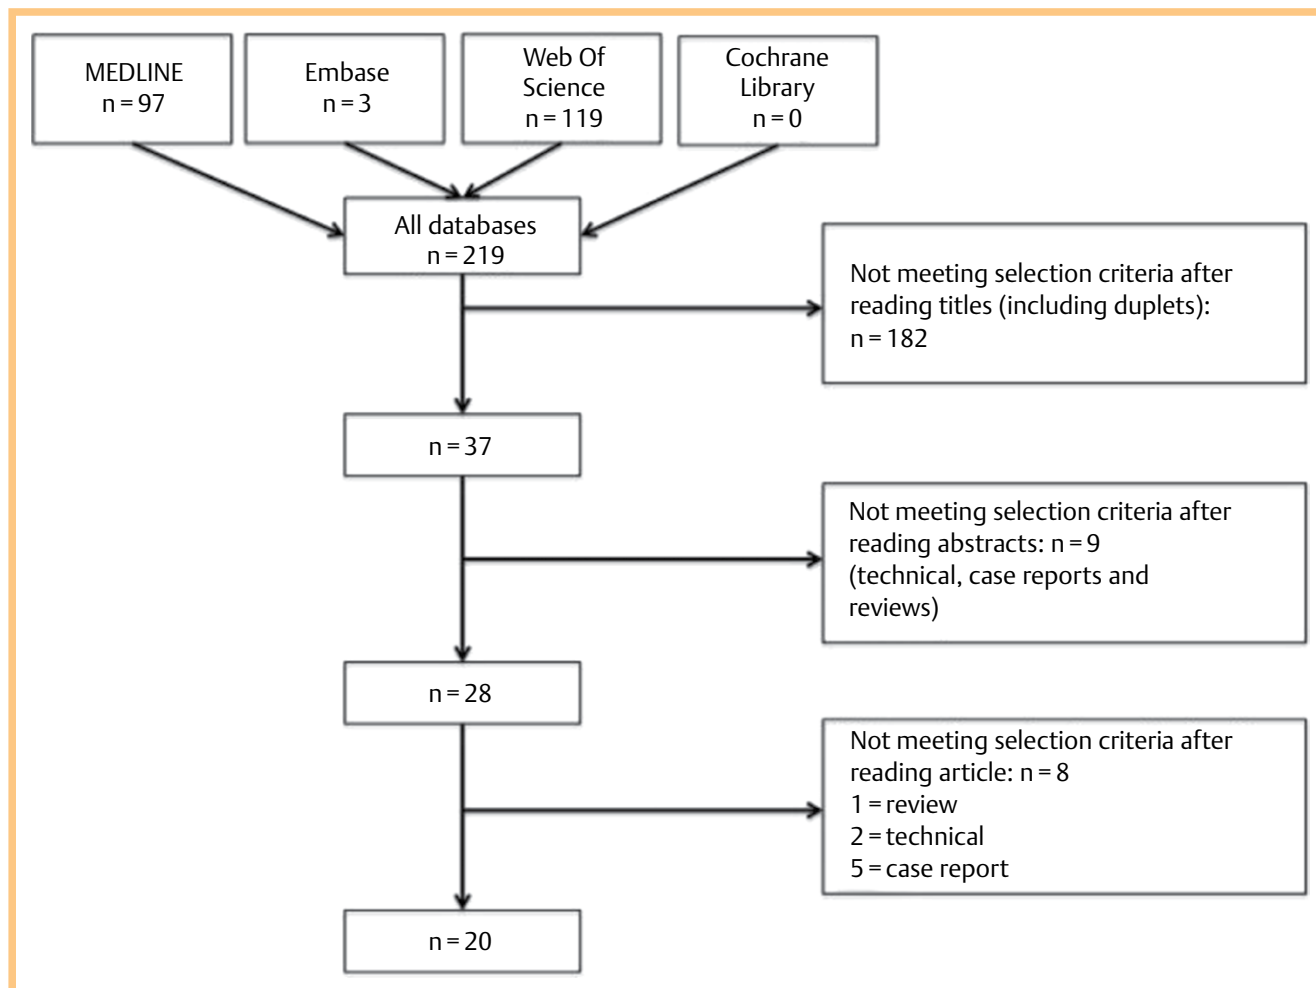 MEDLINE
n = 97
Embase
n = 3
Web Of
Science
n = 119
Cochrane
Library
n = 0
All databases
n = 219
Not meeting selection criteria after
reading titles (including duplets):
n = 182
n = 37
Not meeting selection criteria after
reading abstracts: n = 9
(technical, case reports and
reviews)
n = 28
Not meeting selection criteria after
reading article: n = 8
1 = review
2 = technical
5 = case report
n = 20